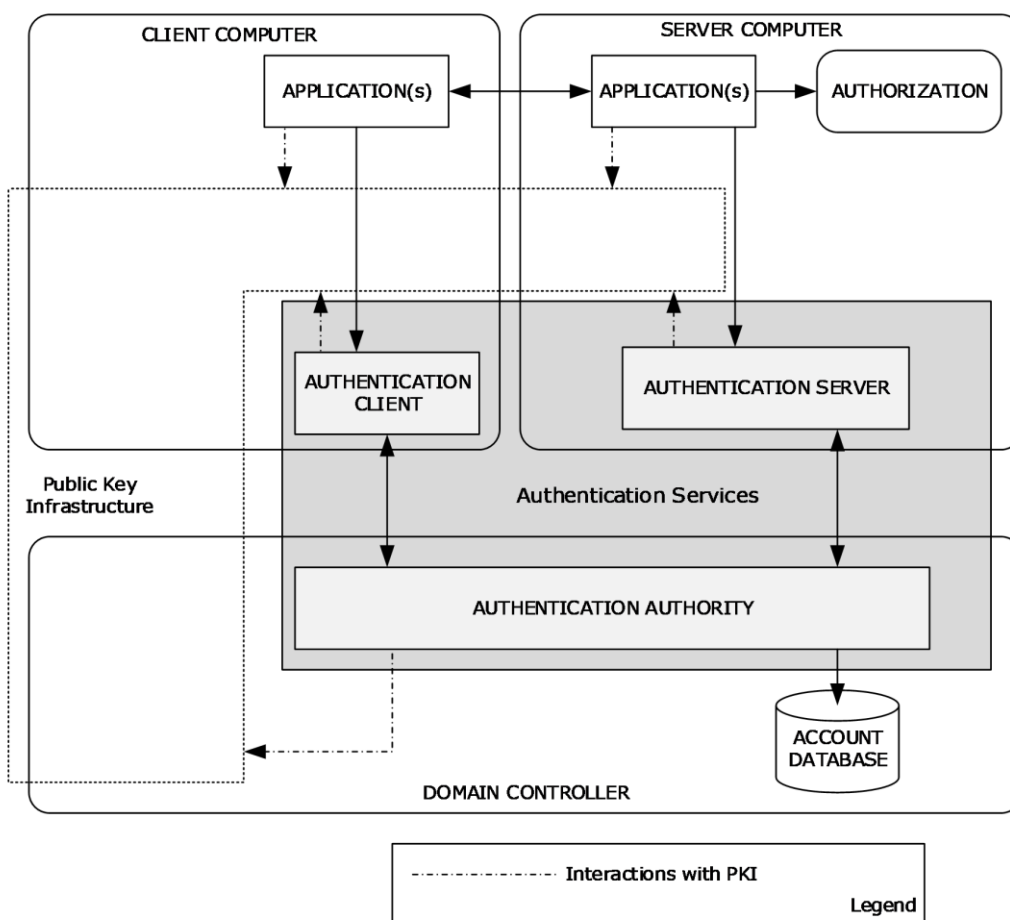 CLIENT COMPUTER
SERVER COMPUTER
APPLICATION(s)
APPLICATION(s)
AUTHORIZATION
AUTHENTICATION
CLIENT
AUTHENTICATION SERVER
Public Key
Infrastructure
Authentication Services
AUTHENTICATION AUTHORITY
ACCOUNT
DATABASE
DOMAIN CONTROLLER
Interactions with PKI
Legend